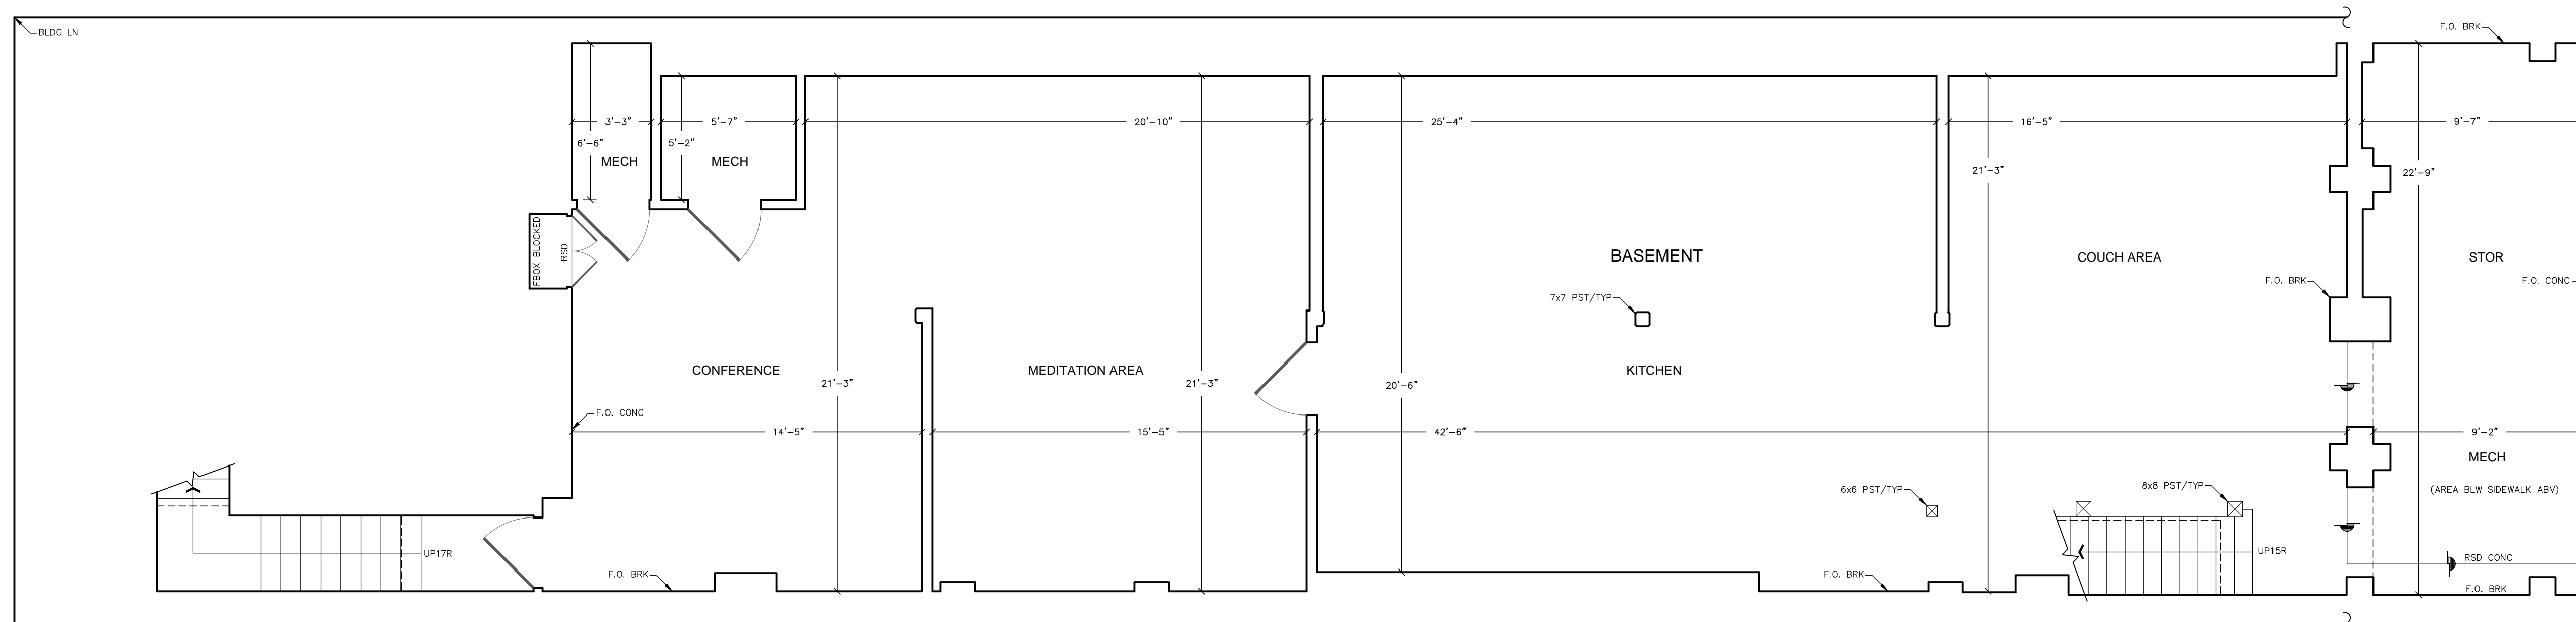 BLDG LN
F.O. BRK
3'-3"
5'-7"
20'-10"
25'-4"
16'-5"
9'-7"
6'-6"
5'-2"
MECH
MECH
21'-3"
22'-9"
FBOX BLOCKED
RSD
BASEMENT
COUCH AREA
STOR
F.O. BRK
F.O. CONC
7x7 PST/TYP
CONFERENCE
MEDITATION AREA
KITCHEN
21'-3"
21'-3"
20'-6"
F.O. CONC
14'-5"
15'-5"
42'-6"
9'-2"
MECH
(AREA BLW SIDEWALK ABV)
6x6 PST/TYP
8x8 PST/TYP
UP17R
UP15R
RSD CONC
F.O. BRK
F.O. BRK
F.O. BRK